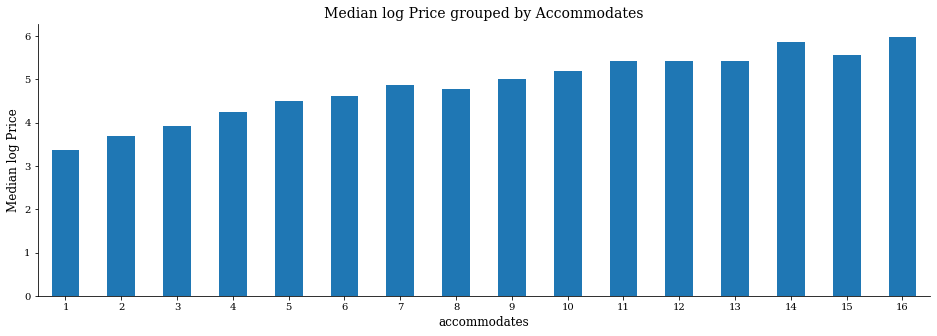 Median log Price grouped by Accommodates
Median log Price
6
5
4
3
2
1
0
1 2 3 4 5 6 7 8 9 10 11 12 13 14 15 16
accommodates